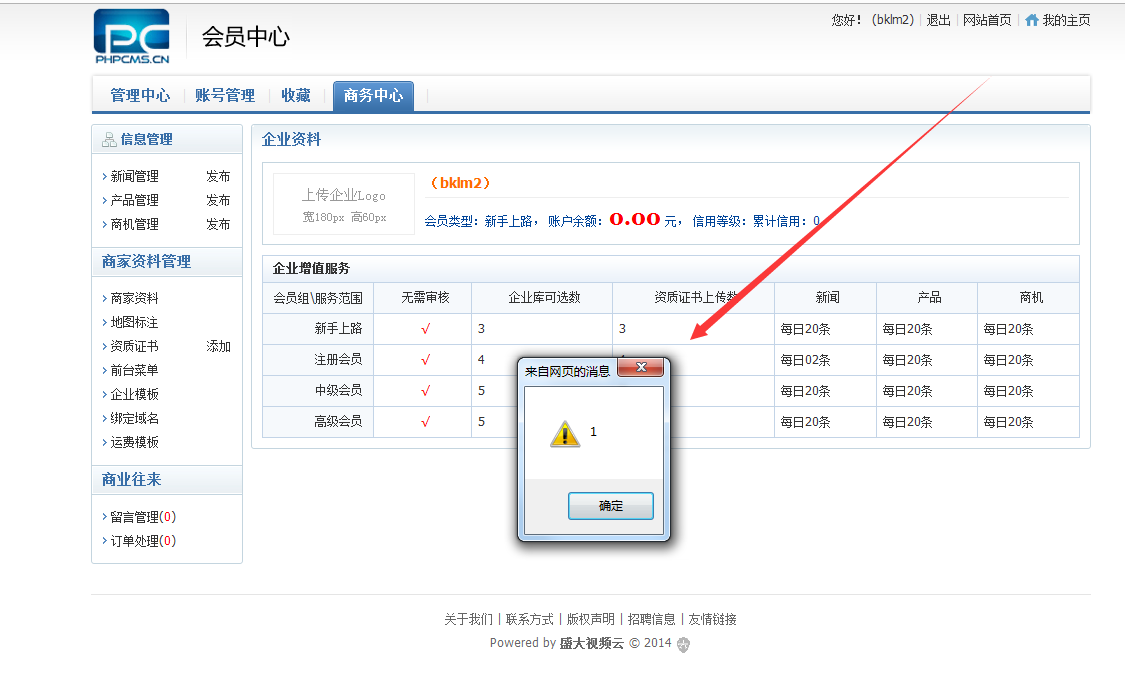 PC
PHPCMS.CN
会员中心
您好! (bklm2) | 退出 | 网站首页 | 我的主页
管理中心 账号管理 收藏 商务中心
信息管理
新闻管理 发布
产品管理 发布
商机管理 发布
商家资料管理
商家资料
地图标注
资质证书 添加
前台菜单
企业模板
绑定域名
运费模板
商业往来
留言管理(0)
订单处理(0)
企业资料
上传企业Logo
宽180px 高60px
(bklm2)
会员类型:新手上路, 账户余额: 0.00 元, 信用等级:累计信用:0
企业增值服务
会员组\服务范围 无需审核 企业库可选数 资质证书上传数 新闻 产品 商机
新手上路 √ 3 3 每日20条 每日20条 每日20条
注册会员 √ 4 每日02条 每日20条 每日20条
中级会员 √ 5 每日20条 每日20条 每日20条
高级会员 √ 5 每日20条 每日20条 每日20条
来自网页的消息
1
确定
关于我们 | 联系方式 | 版权声明 | 招聘信息 | 友情链接
Powered by 盛大视频云 © 2014